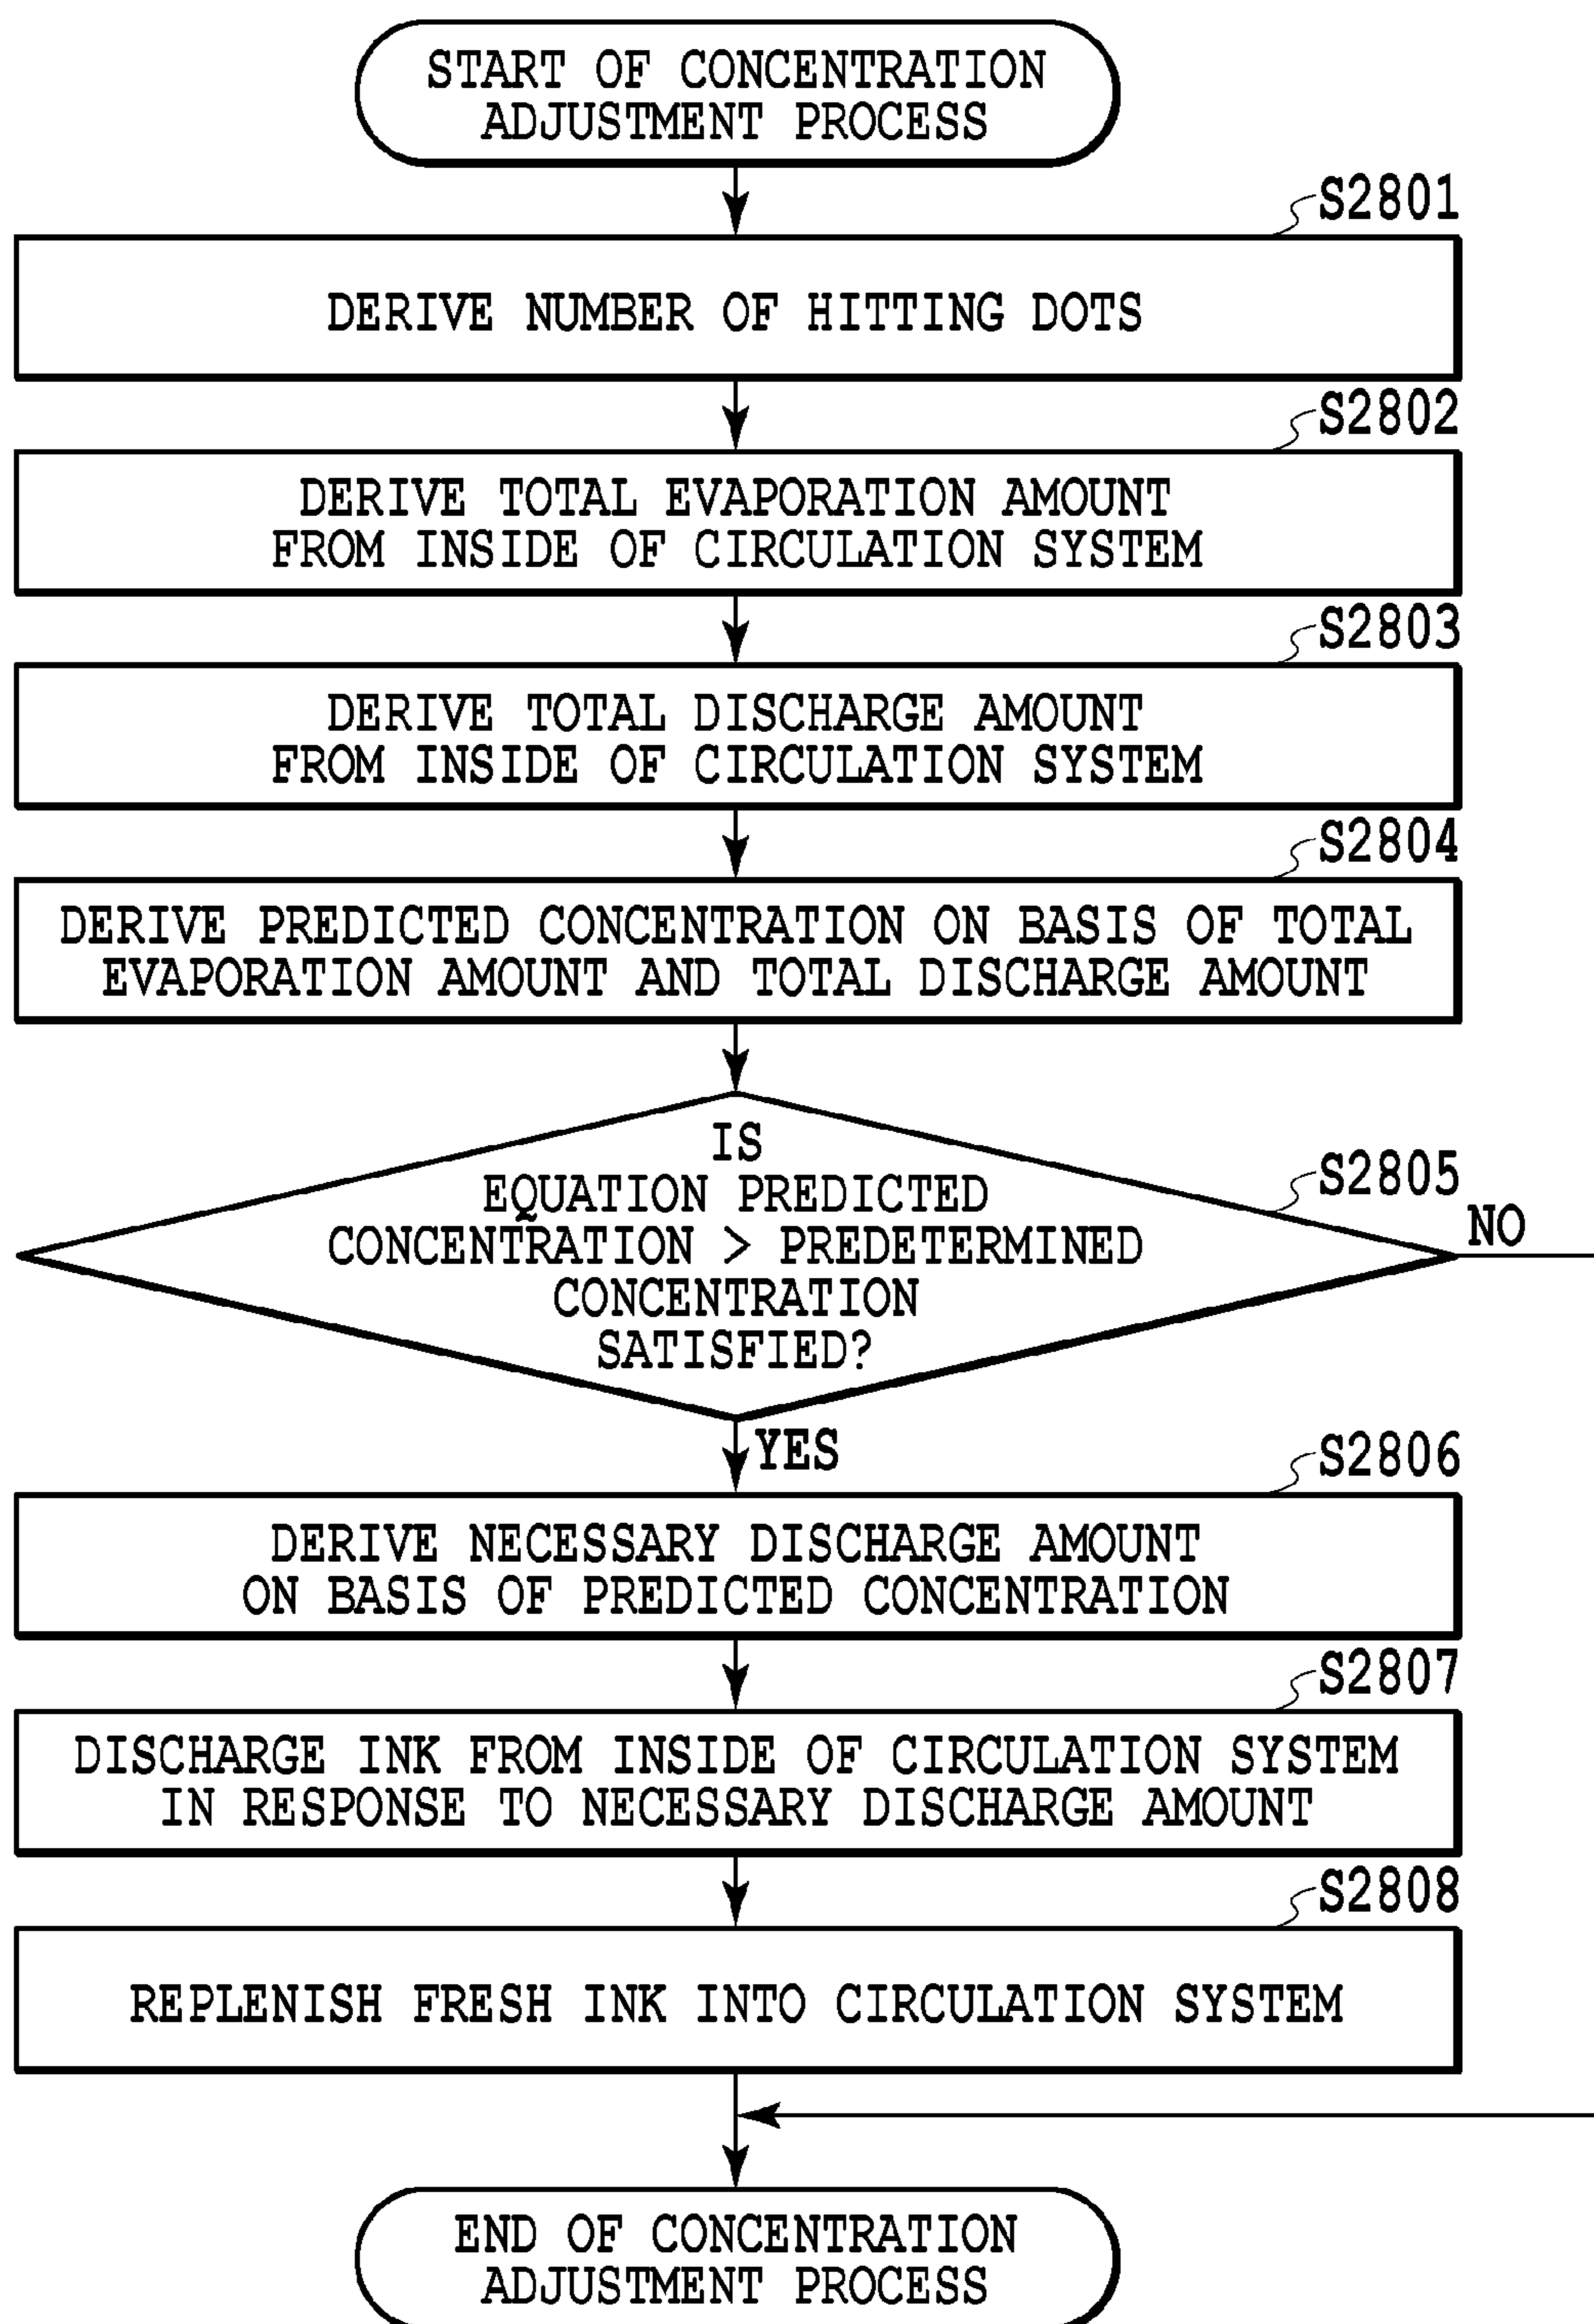 START OF CONCENTRATION
ADJUSTMENT PROCESS
S2801
DERIVE NUMBER OF HITTING DOTS
S2802
DERIVE TOTAL EVAPORATION AMOUNT
FROM INSIDE OF CIRCULATION SYSTEM
S2803
DERIVE TOTAL DISCHARGE AMOUNT
FROM INSIDE OF CIRCULATION SYSTEM
S2804
DERIVE PREDICTED CONCENTRATION ON BASIS OF TOTAL
EVAPORATION AMOUNT AND TOTAL DISCHARGE AMOUNT
IS
EQUATION PREDICTED
CONCENTRATION > PREDETERMINED
CONCENTRATION
SATISFIED?
S2805
NO
YES
S2806
DERIVE NECESSARY DISCHARGE AMOUNT
ON BASIS OF PREDICTED CONCENTRATION
S2807
DISCHARGE INK FROM INSIDE OF CIRCULATION SYSTEM
IN RESPONSE TO NECESSARY DISCHARGE AMOUNT
S2808
REPLENISH FRESH INK INTO CIRCULATION SYSTEM
END OF CONCENTRATION
ADJUSTMENT PROCESS